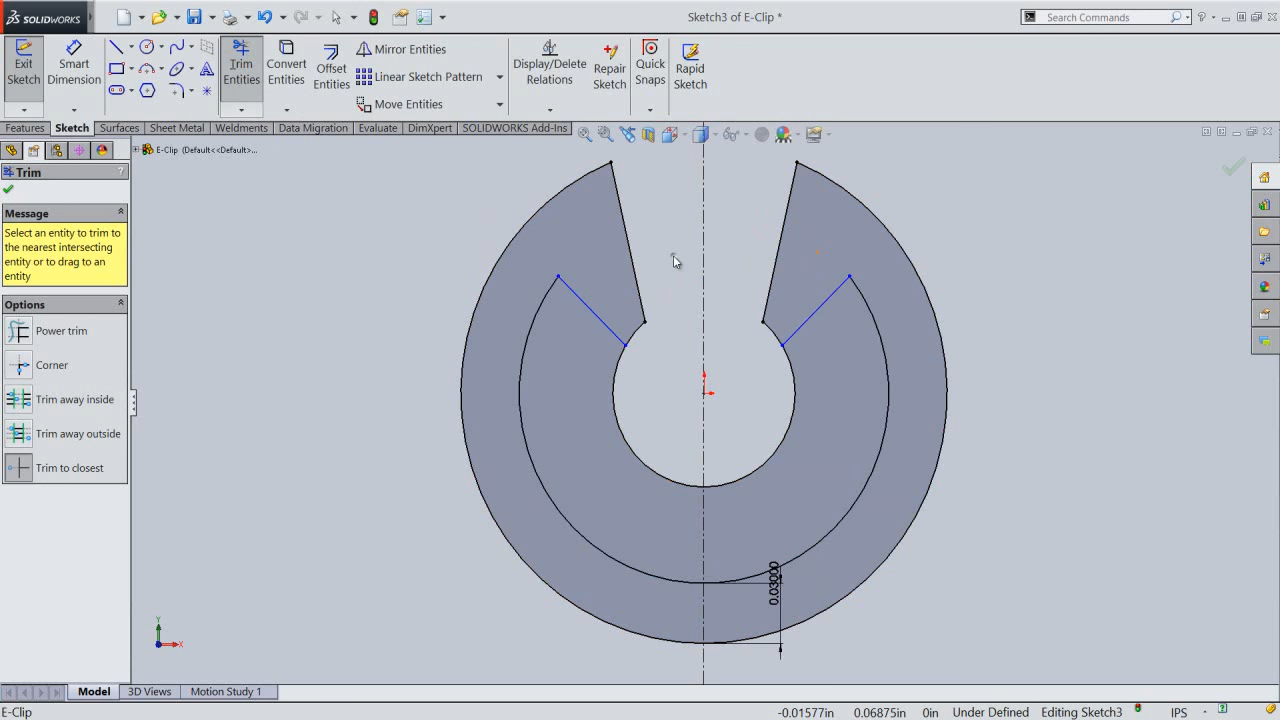 SOLIDWORKS
Sketch3 of E-Clip *
Search Commands
Exit Sketch
Smart Dimension
Trim Entities
Convert Entities
Offset Entities
Mirror Entities
Linear Sketch Pattern
Move Entities
Display/Delete Relations
Repair Sketch
Quick Snaps
Rapid Sketch
Features
Sketch
Surfaces
Sheet Metal
Weldments
Data Migration
Evaluate
DimXpert
SOLIDWORKS Add-Ins
E-Clip (Default<<Default>...
Trim
?
Message
Select an entity to trim to
the nearest intersecting
entity or to drag to an
entity
Options
Power trim
Corner
Trim away inside
Trim away outside
Trim to closest
0.03000
Y
X
Model
3D Views
Motion Study 1
E-Clip
-0.01577in
0.06875in
0in
Under Defined
Editing Sketch3
IPS